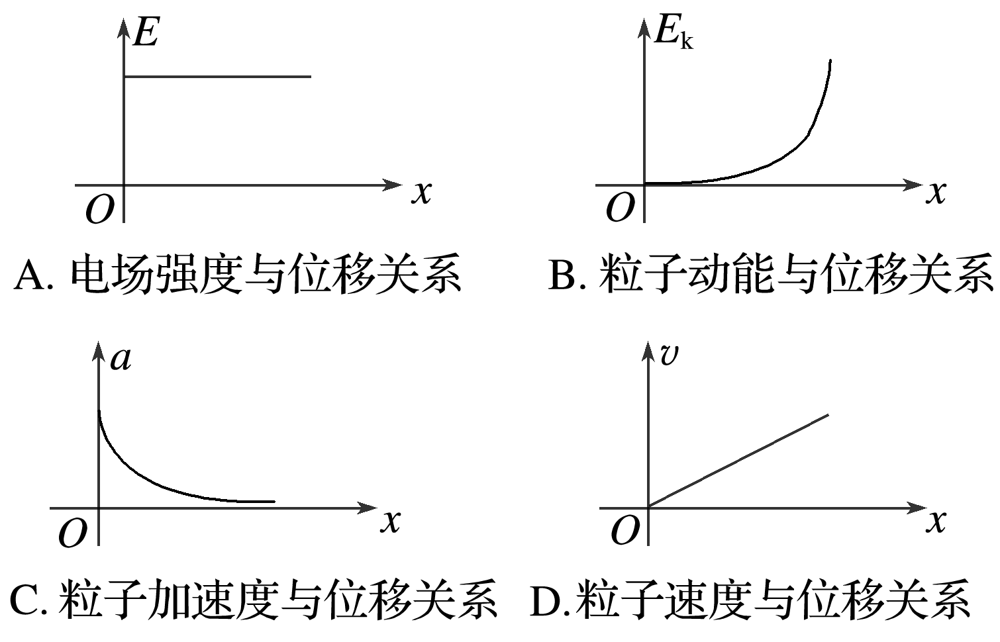 E
O
x
A. 电场强度与位移关系
Ek
O
x
B. 粒子动能与位移关系
a
O
x
C. 粒子加速度与位移关系
v
O
x
D.粒子速度与位移关系